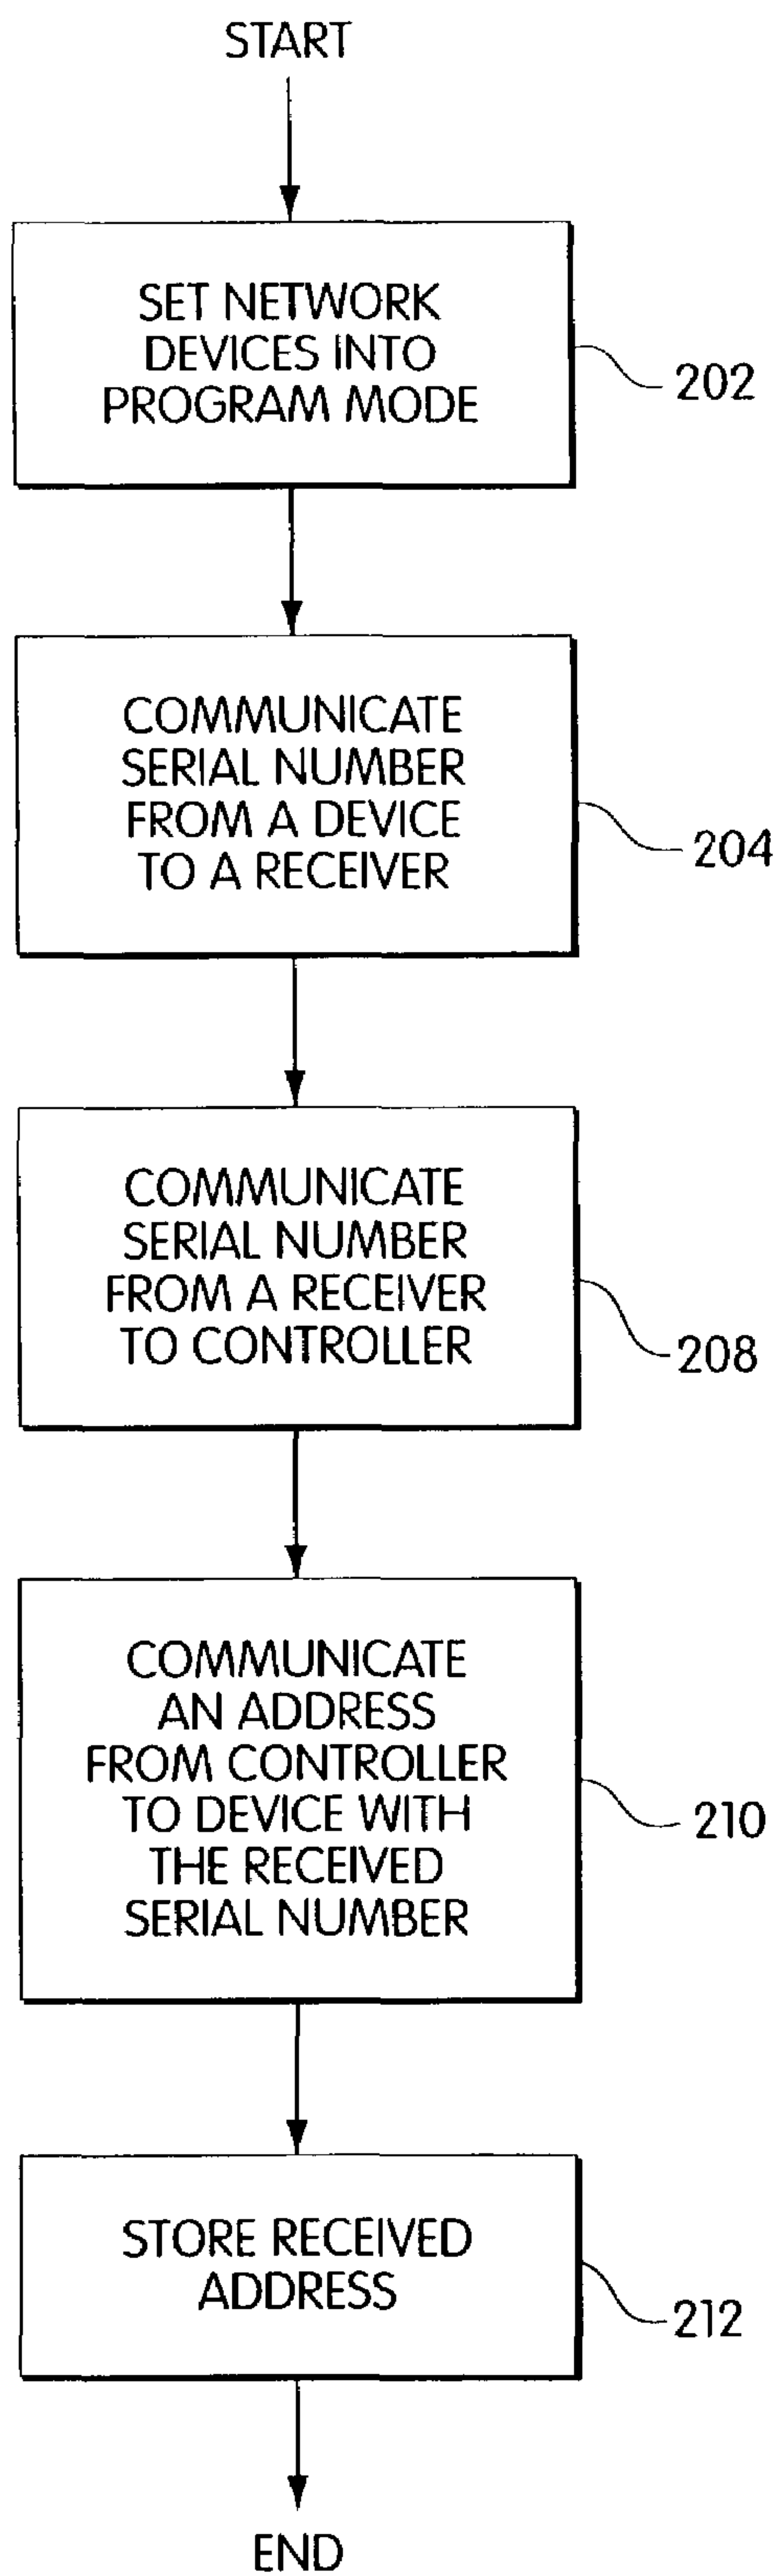 START
SET NETWORK
DEVICES INTO
PROGRAM MODE
202
COMMUNICATE
SERIAL NUMBER
FROM A DEVICE
TO A RECEIVER
204
COMMUNICATE
SERIAL NUMBER
FROM A RECEIVER
TO CONTROLLER
208
COMMUNICATE
AN ADDRESS
FROM CONTROLLER
TO DEVICE WITH
THE RECEIVED
SERIAL NUMBER
210
STORE RECEIVED
ADDRESS
212
END